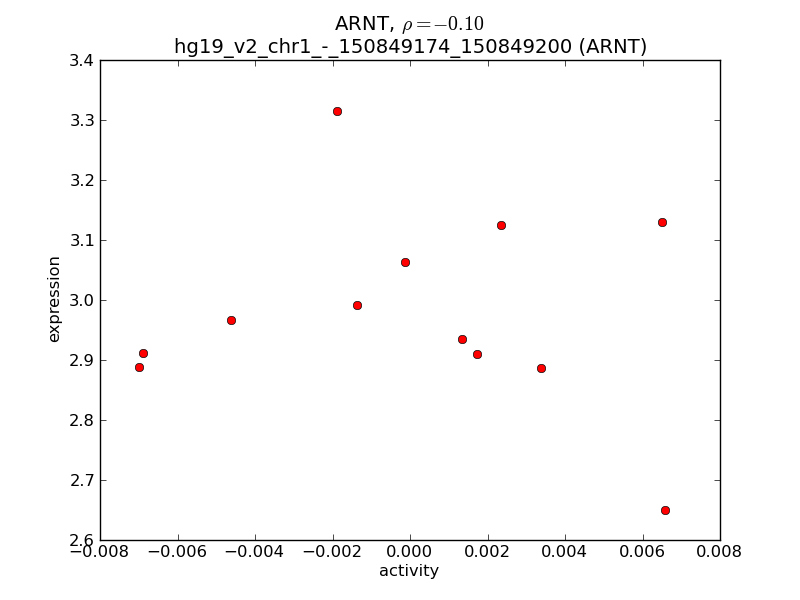 ARNT, ρ=−0.10
hg19_v2_chr1_-_150849174_150849200 (ARNT)
3.4
3.3
3.2
3.1
3.0
2.9
2.8
2.7
2.6
expression
−0.008 −0.006 −0.004 −0.002 0.000 0.002 0.004 0.006 0.008
activity